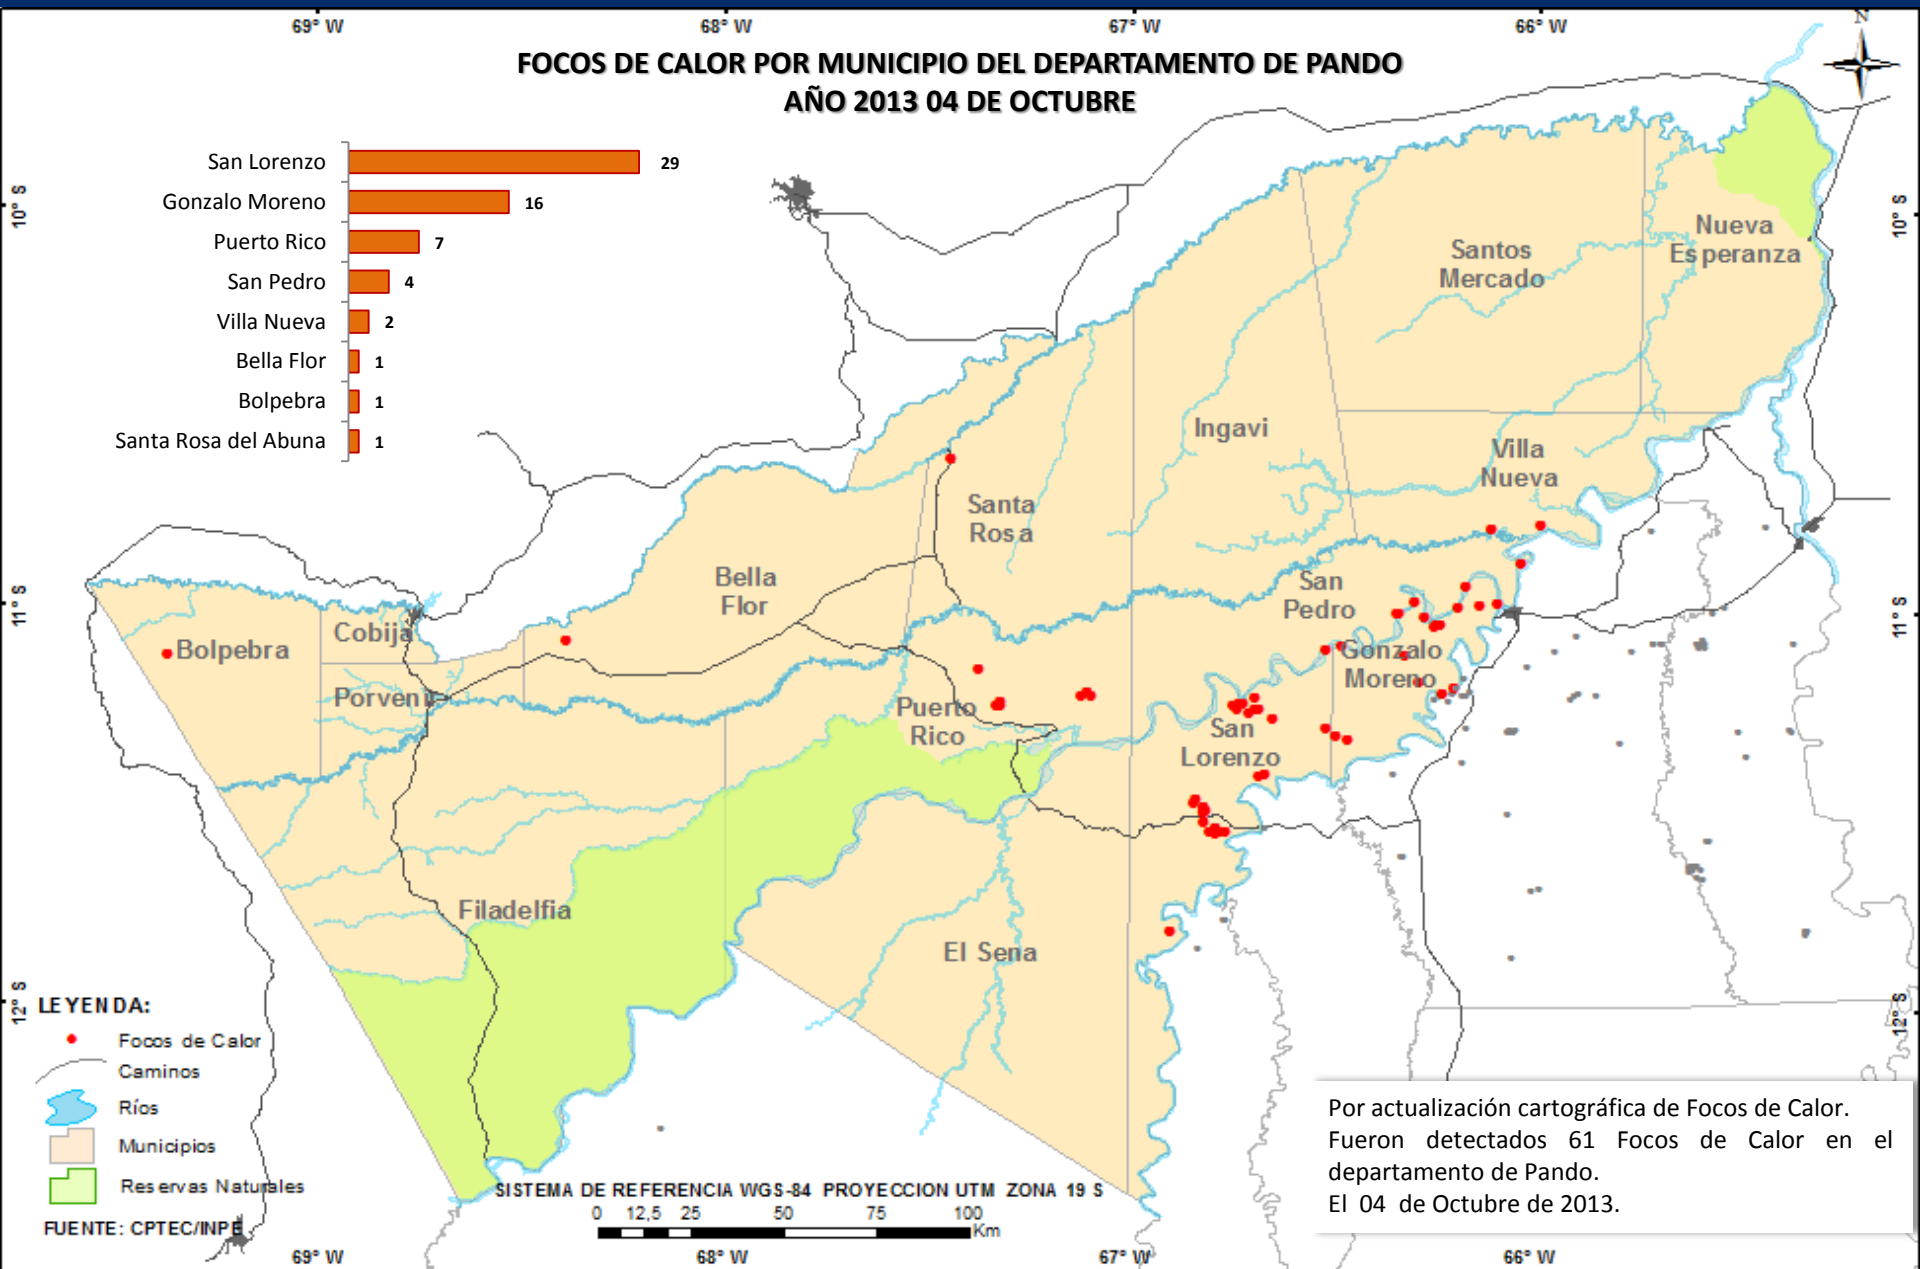 69° W
68° W
67° W
66° W
N
FOCOS DE CALOR POR MUNICIPIO DEL DEPARTAMENTO DE PANDO
AÑO 2013 04 DE OCTUBRE
San Lorenzo 29
Gonzalo Moreno 16
Puerto Rico 7
San Pedro 4
Villa Nueva 2
Bella Flor 1
Bolpebra 1
Santa Rosa del Abuna 1
10° S
10° S
11° S
11° S
12° S
12° S
Nueva
Esperanza
Santos
Mercado
Ingavi
Villa
Nueva
Santa
Rosa
Bella
Flor
San
Pedro
Cobija
Bolpebra
Porvenir
Gonzalo
Moreno
Puerto
Rico
San
Lorenzo
Filadelfia
El Sena
LEYENDA:
Focos de Calor
Caminos
Ríos
Municipios
Reservas Naturales
FUENTE: CPTEC/INPE
SISTEMA DE REFERENCIA WGS-84 PROYECCION UTM ZONA 19 S
0 12,5 25 50 75 100
Km
Por actualización cartográfica de Focos de Calor.
Fueron detectados 61 Focos de Calor en el
departamento de Pando.
El 04 de Octubre de 2013.
69° W
68° W
67° W
66° W